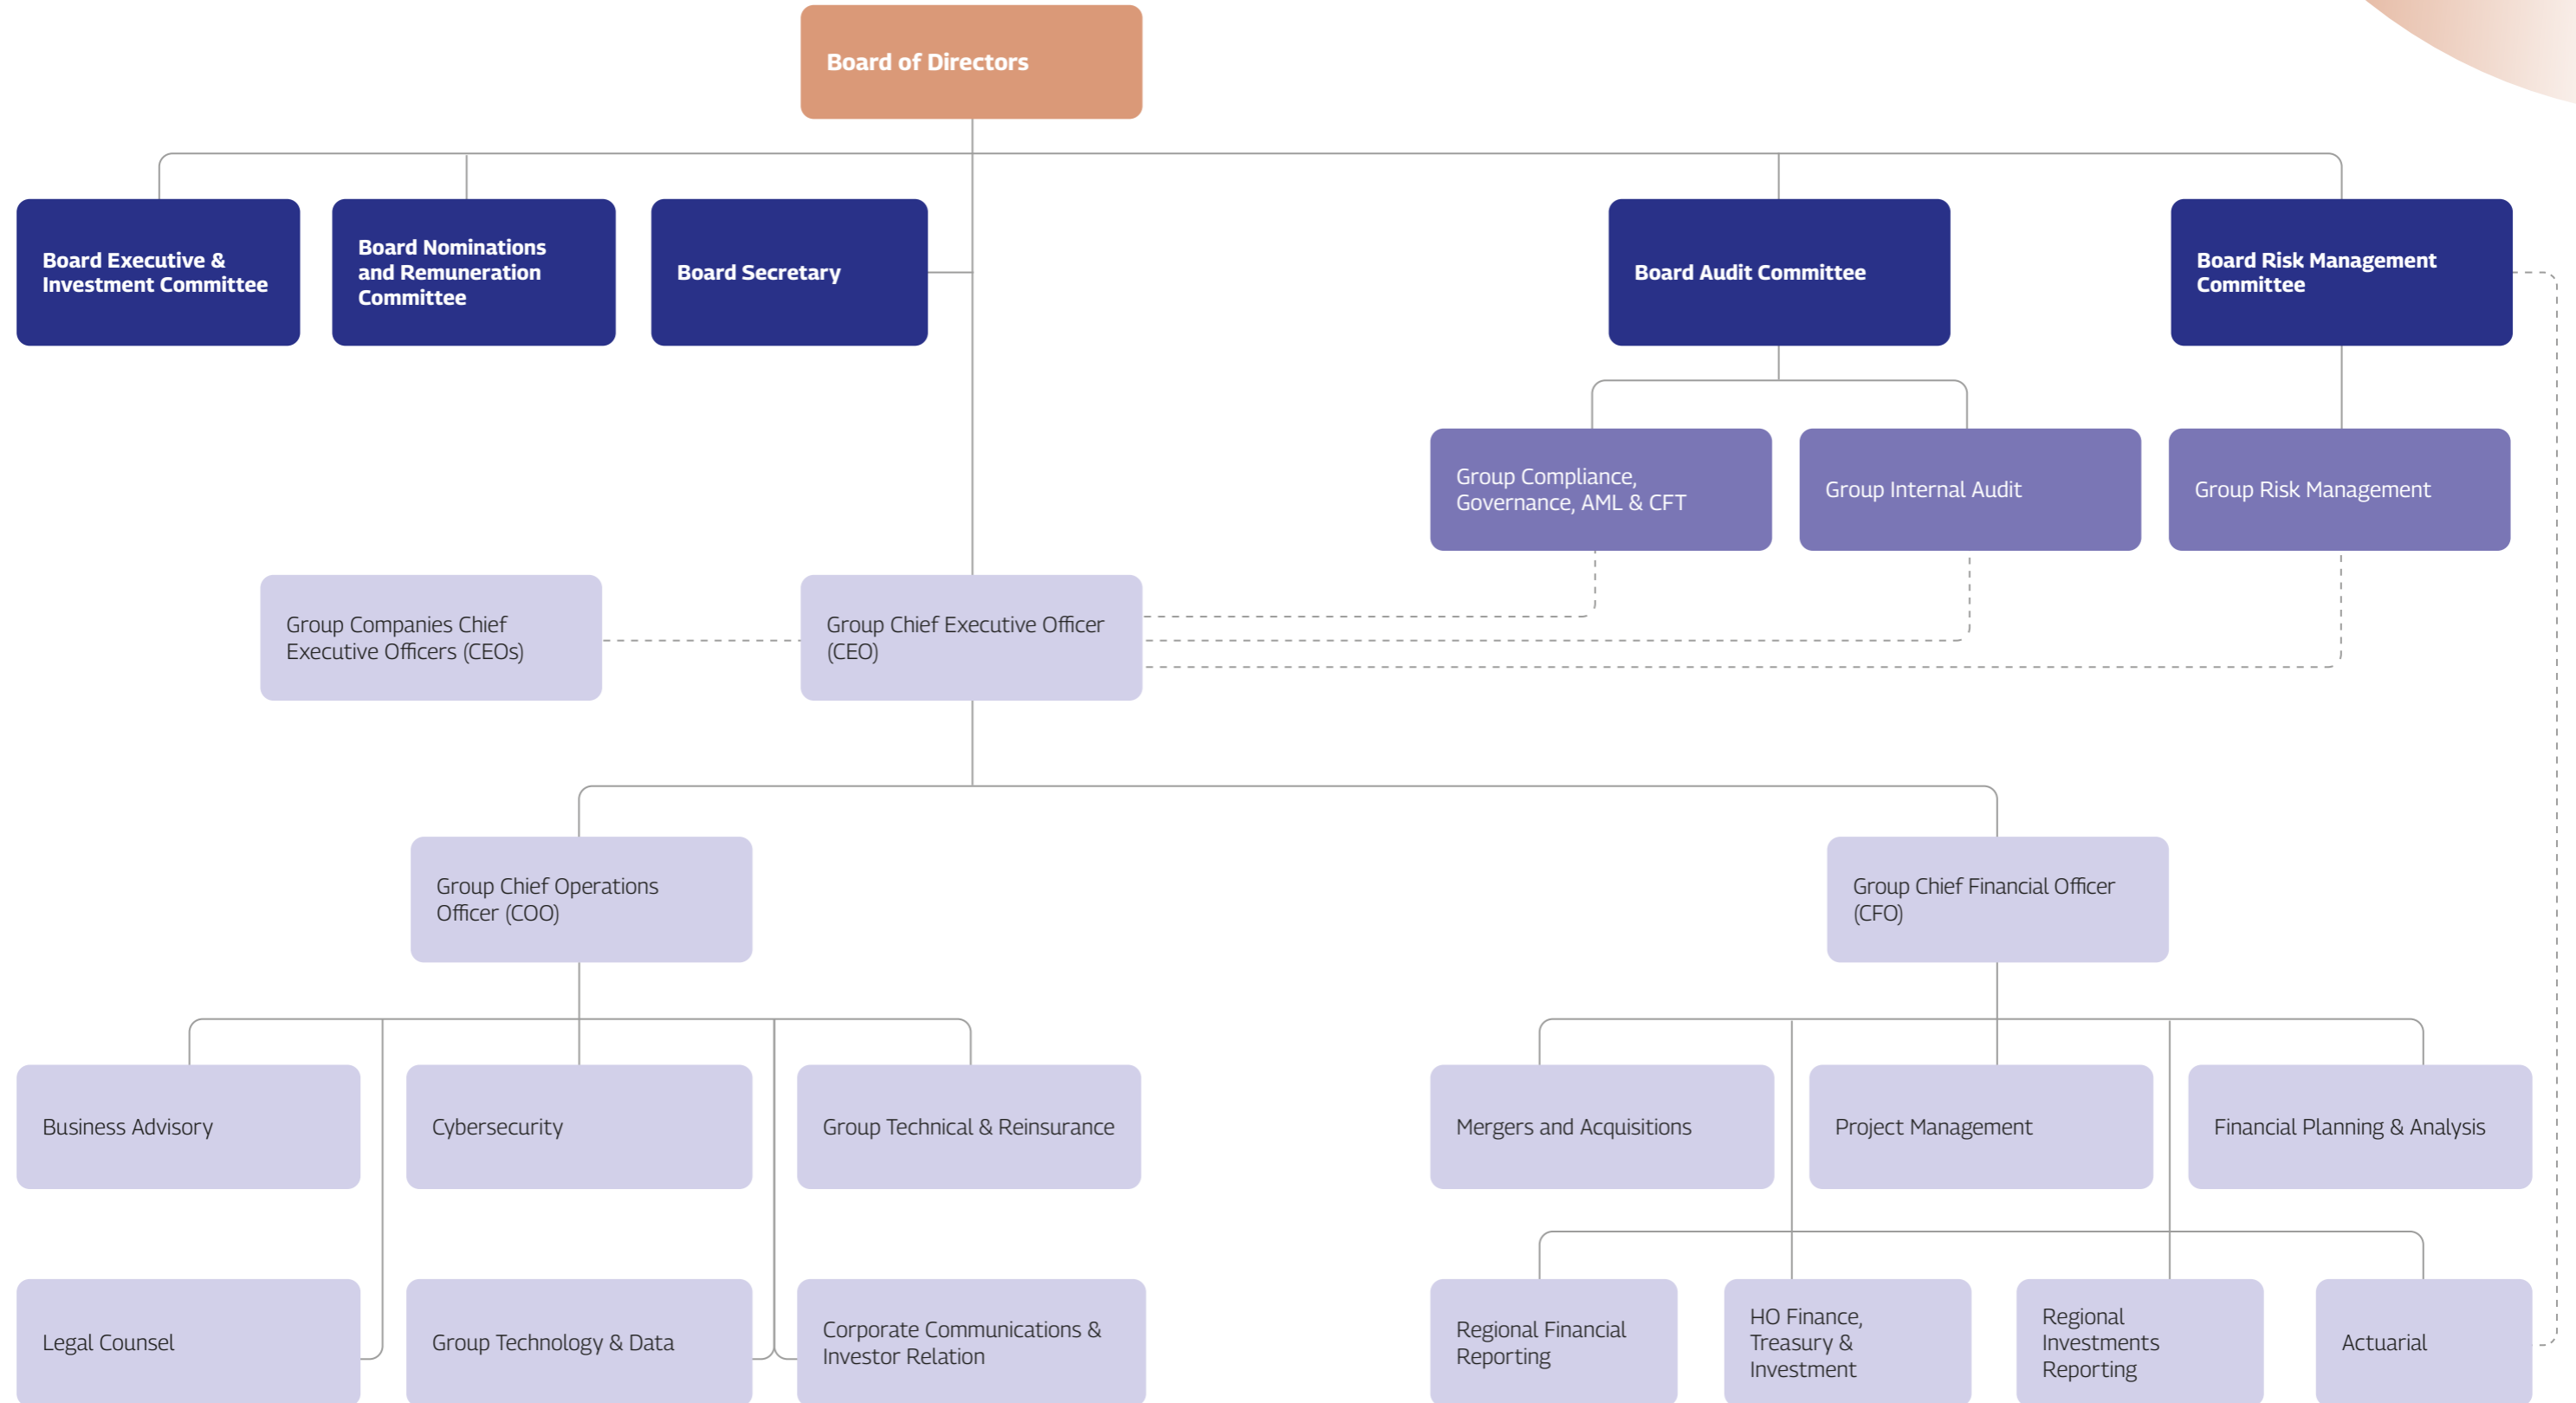 Board of Directors
Board Executive &
Investment Committee
Board Nominations
and Remuneration
Committee
Board Secretary
Board Audit Committee
Board Risk Management
Committee
Group Compliance,
Governance, AML & CFT
Group Internal Audit
Group Risk Management
Group Companies Chief
Executive Officers (CEOs)
Group Chief Executive Officer
(CEO)
Group Chief Operations
Officer (COO)
Group Chief Financial Officer
(CFO)
Business Advisory
Cybersecurity
Group Technical & Reinsurance
Mergers and Acquisitions
Project Management
Financial Planning & Analysis
Legal Counsel
Group Technology & Data
Corporate Communications &
Investor Relation
Regional Financial
Reporting
HO Finance,
Treasury &
Investment
Regional
Investments
Reporting
Actuarial